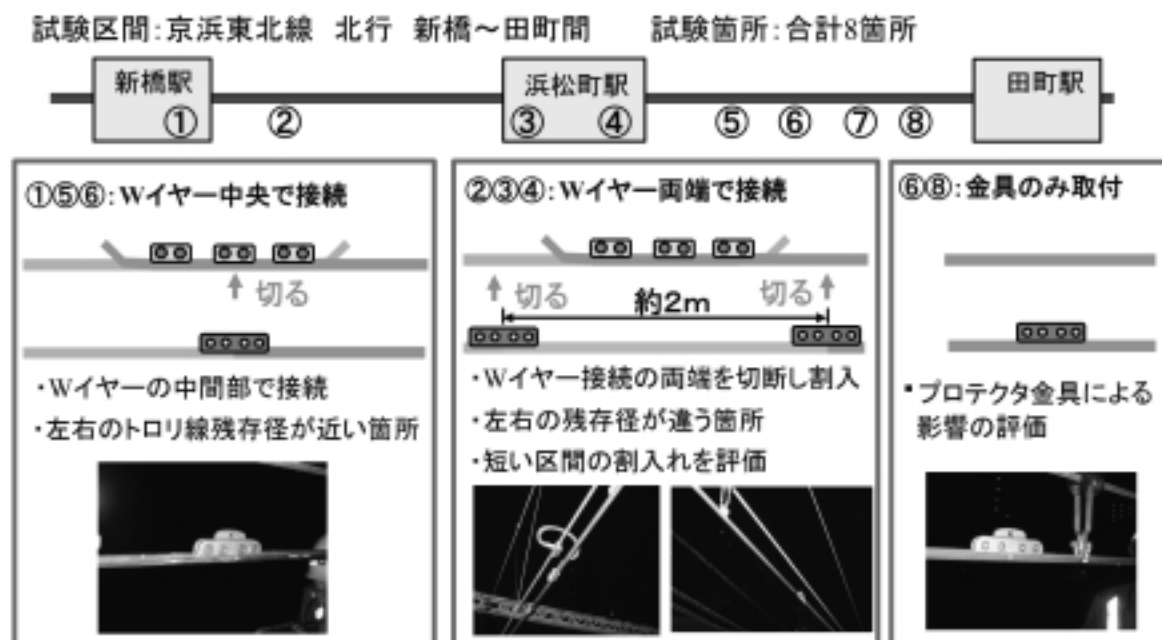 試験区間:京浜東北線 北行 新橋～田町間 試験箇所:合計8箇所
新橋駅
①
②
浜松町駅
③ ④
⑤ ⑥ ⑦ ⑧
田町駅
①⑤⑥:Wイヤー中央で接続
切る
・Wイヤーの中間部で接続
・左右のトロリ線残存径が近い箇所
②③④:Wイヤー両端で接続
切る 切る
約2m
・Wイヤー接続の両端を切断し割入
・左右の残存径が違う箇所
・短い区間の割入れを評価
⑥⑧:金具のみ取付
・プロテクタ金具による
影響の評価